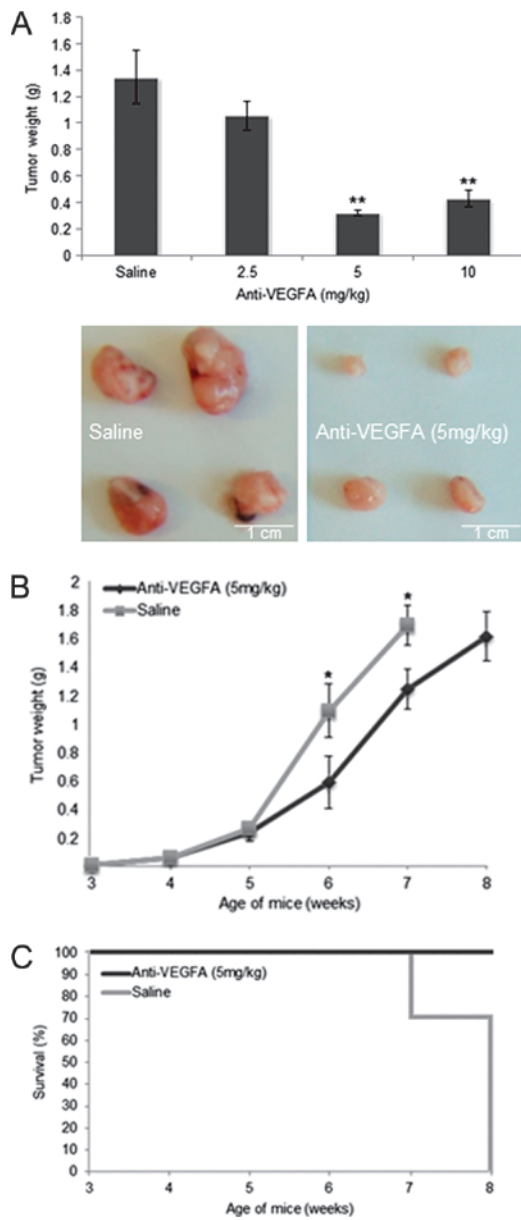 A
Tumor weight (g)
1.8
1.6
1.4
1.2
1
0.8
0.6
0.4
0.2
0
** **
Saline 2.5 5 10
Anti-VEGFA (mg/kg)
Saline Anti-VEGFA (5mg/kg)
1 cm 1 cm
B
Anti-VEGFA (5mg/kg)
Saline
Tumor weight (g)
2
1.8
1.6
1.4
1.2
1
0.8
0.6
0.4
0.2
* *
3 4 5 6 7 8
Age of mice (weeks)
C
Anti-VEGFA (5mg/kg)
Saline
Survival (%)
100
90
80
70
60
50
40
30
20
10
0
3 4 5 6 7 8
Age of mice (weeks)